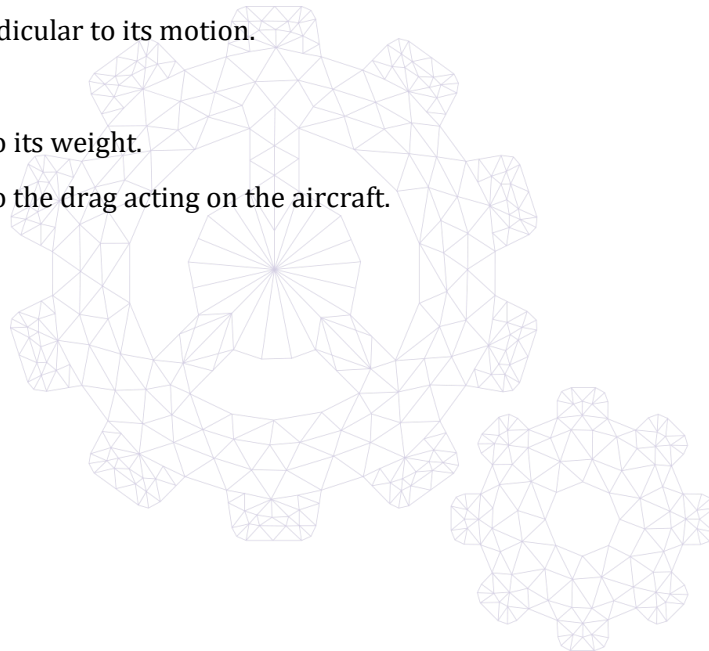 dicular to its motion.
o its weight.
o the drag acting on the aircraft.